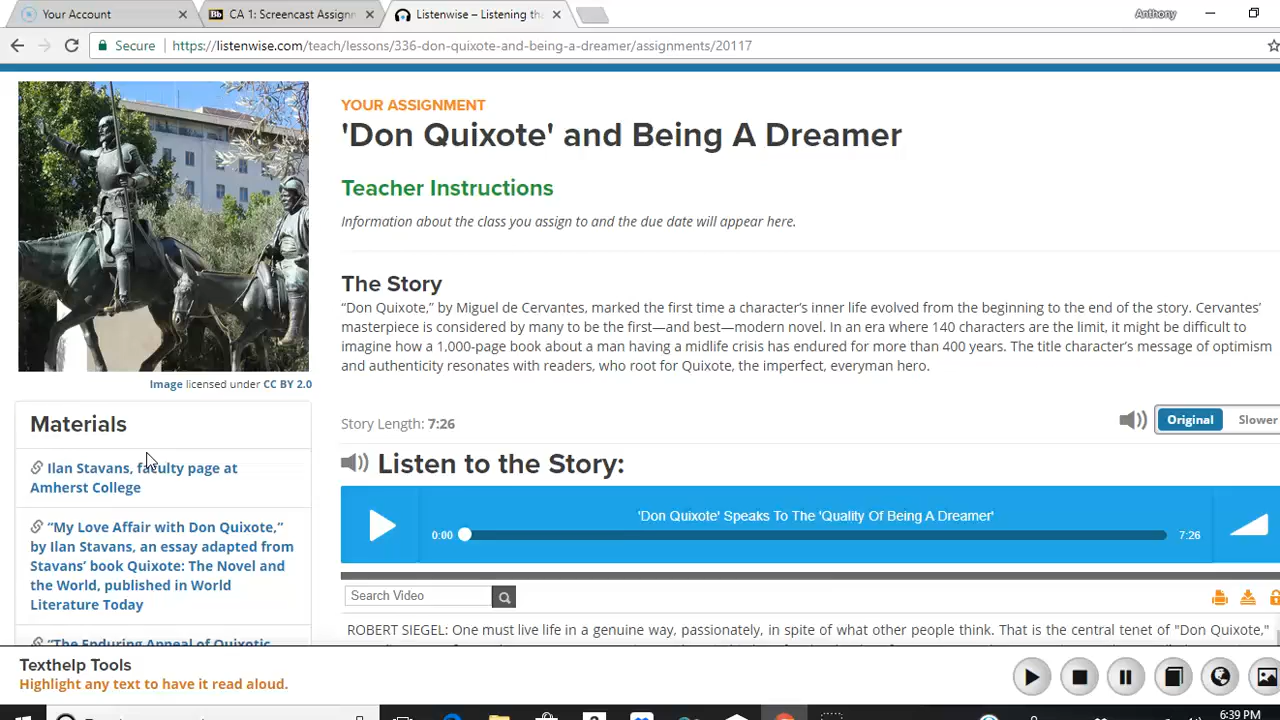 Your Account
Bb CA 1: Screencast Assignm
Listenwise – Listening tha
Anthony
Secure https://listenwise.com/teach/lessons/336-don-quixote-and-being-a-dreamer/assignments/20117
YOUR ASSIGNMENT
'Don Quixote' and Being A Dreamer
Teacher Instructions
Information about the class you assign to and the due date will appear here.
The Story
“Don Quixote,” by Miguel de Cervantes, marked the first time a character’s inner life evolved from the beginning to the end of the story. Cervantes’
masterpiece is considered by many to be the first—and best—modern novel. In an era where 140 characters are the limit, it might be difficult to
imagine how a 1,000-page book about a man having a midlife crisis has endured for more than 400 years. The title character’s message of optimism
and authenticity resonates with readers, who root for Quixote, the imperfect, everyman hero.
Image licensed under CC BY 2.0
Materials
Ilan Stavans, faculty page at
Amherst College
“My Love Affair with Don Quixote,”
by Ilan Stavans, an essay adapted from
Stavans’ book Quixote: The Novel and
the World, published in World
Literature Today
“The Enduring Appeal of Quixotic
Story Length: 7:26
Original Slower
Listen to the Story:
'Don Quixote' Speaks To The 'Quality Of Being A Dreamer'
0:00 7:26
Search Video
ROBERT SIEGEL: One must live life in a genuine way, passionately, in spite of what other people think. That is the central tenet of "Don Quixote,"
Texthelp Tools
Highlight any text to have it read aloud.
6:39 PM